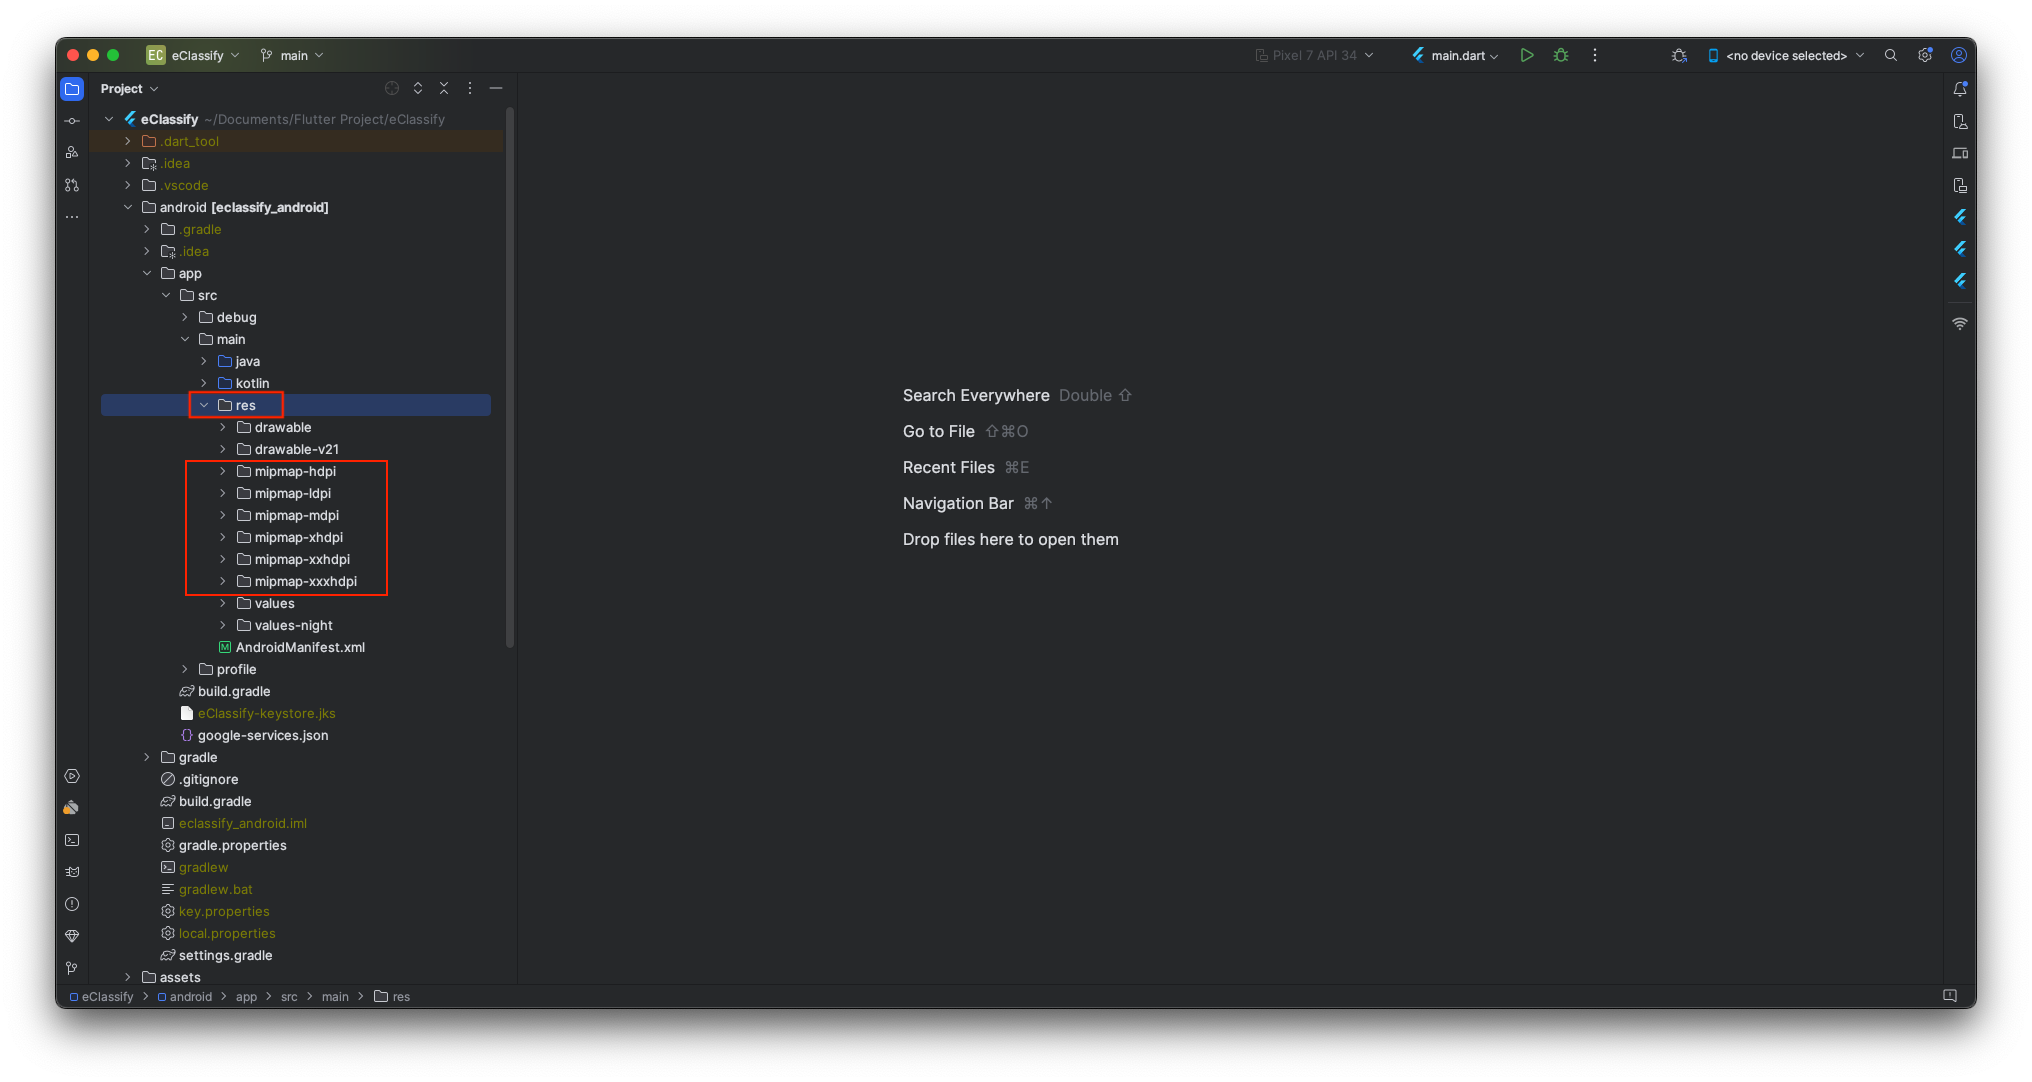 EC eClassify main Pixel 7 API 34 main.dart <no device selected>
Project
eClassify ~/Documents/Flutter Project/eClassify
.dart_tool
.idea
.vscode
android [eclassify_android]
.gradle
.idea
app
src
debug
main
java
kotlin
res
drawable
drawable-v21
mipmap-hdpi
mipmap-ldpi
mipmap-mdpi
mipmap-xhdpi
mipmap-xxhdpi
mipmap-xxxhdpi
values
values-night
AndroidManifest.xml
profile
build.gradle
eClassify-keystore.jks
google-services.json
gradle
.gitignore
build.gradle
eclassify_android.iml
gradle.properties
gradlew
gradlew.bat
key.properties
local.properties
settings.gradle
assets
Search Everywhere Double ⇧
Go to File ⇧⌘O
Recent Files ⌘E
Navigation Bar ⌘↑
Drop files here to open them
eClassify > android > app > src > main > res